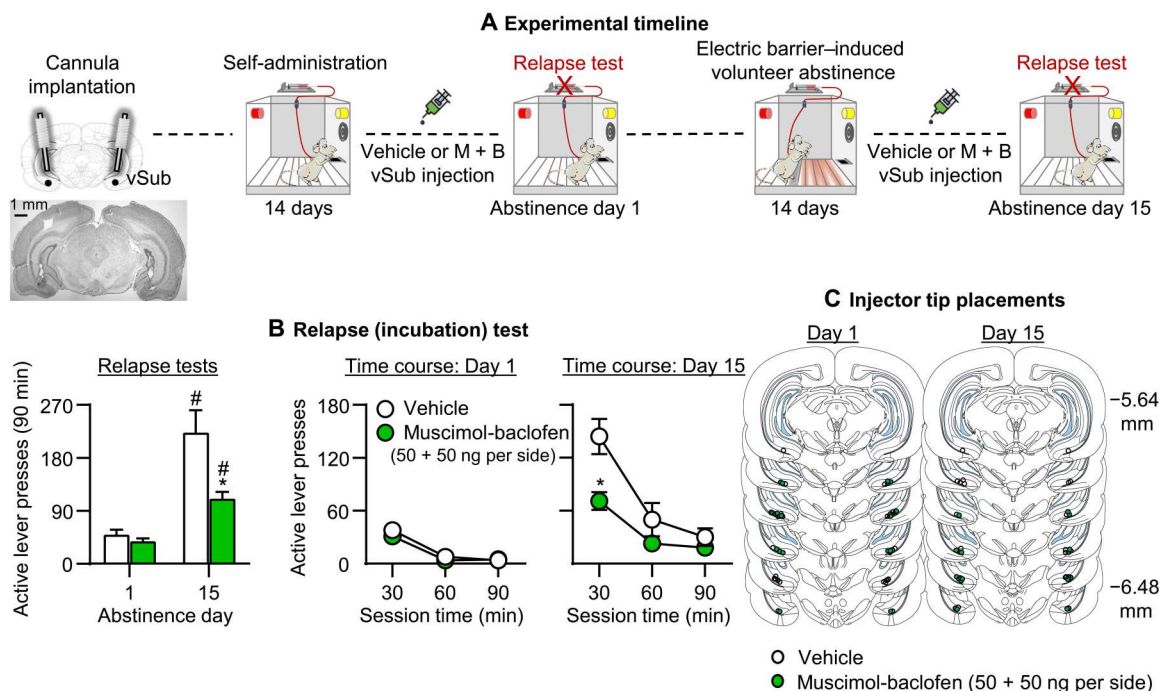 A Experimental timeline
Cannula
implantation
vSub
1 mm
Self-administration
14 days
Vehicle or M + B
vSub injection
Relapse test
X
Abstinence day 1
Electric barrier–induced
volunteer abstinence
14 days
Vehicle or M + B
vSub injection
Relapse test
X
Abstinence day 15
B Relapse (incubation) test
Relapse tests
Active lever presses (90 min)
270
180
90
0
#
#
*
1
15
Abstinence day
Time course: Day 1
Active lever presses
180
120
60
0
Vehicle
Muscimol-baclofen
(50 + 50 ng per side)
30
60
90
Session time (min)
Time course: Day 15
*
30
60
90
Session time (min)
C Injector tip placements
Day 1
Day 15
−5.64
mm
−6.48
mm
Vehicle
Muscimol-baclofen (50 + 50 ng per side)